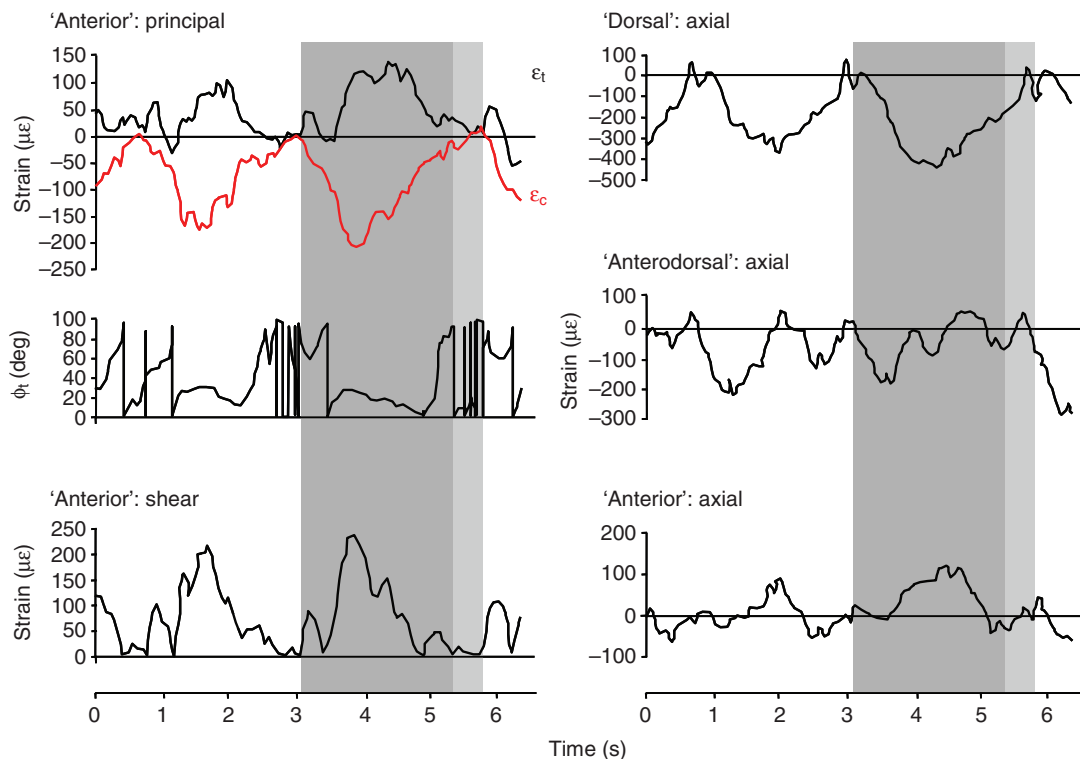 'Anterior': principal
150
100
50
0
−50
−100
−150
−200
−250
Strain (με)
εt
εc
100
80
60
40
20
0
ϕt (deg)
'Anterior': shear
250
200
150
100
50
0
Strain (με)
0 1 2 3 4 5 6
'Dorsal': axial
100
0
−100
−200
−300
−400
−500
'Anterodorsal': axial
100
0
−100
−200
−300
Strain (με)
'Anterior': axial
200
100
0
−100
0 1 2 3 4 5 6
Time (s)